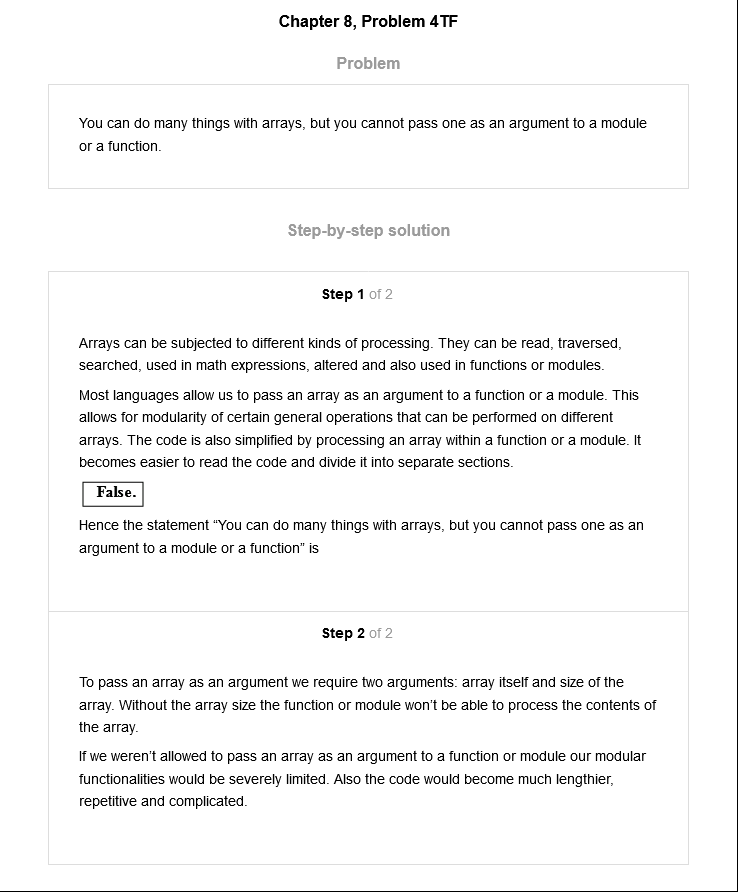 Chapter 8, Problem 4TF
Problem
You can do many things with arrays, but you cannot pass one as an argument to a module
or a function.
Step-by-step solution
Step 1 of 2
Arrays can be subjected to different kinds of processing. They can be read, traversed,
searched, used in math expressions, altered and also used in functions or modules.
Most languages allow us to pass an array as an argument to a function or a module. This
allows for modularity of certain general operations that can be performed on different
arrays. The code is also simplified by processing an array within a function or a module. It
becomes easier to read the code and divide it into separate sections.
False.
Hence the statement “You can do many things with arrays, but you cannot pass one as an
argument to a module or a function” is
Step 2 of 2
To pass an array as an argument we require two arguments: array itself and size of the
array. Without the array size the function or module won’t be able to process the contents of
the array.
If we weren’t allowed to pass an array as an argument to a function or module our modular
functionalities would be severely limited. Also the code would become much lengthier,
repetitive and complicated.